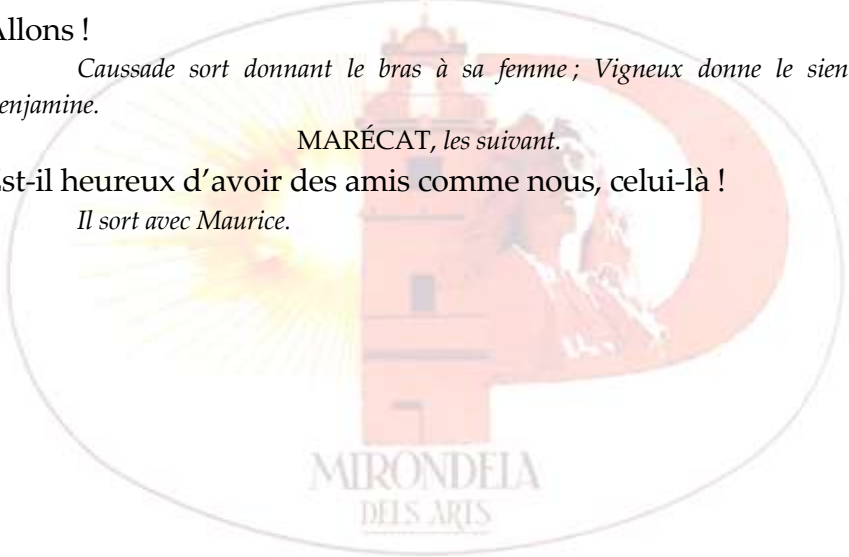 Allons !
Caussade sort donnant le bras à sa femme ; Vigneux donne le sien
enjamine.
MARÉCAT, les suivant.
Est-il heureux d'avoir des amis comme nous, celui-là !
Il sort avec Maurice.
MIRONDELA
DELS ARTS